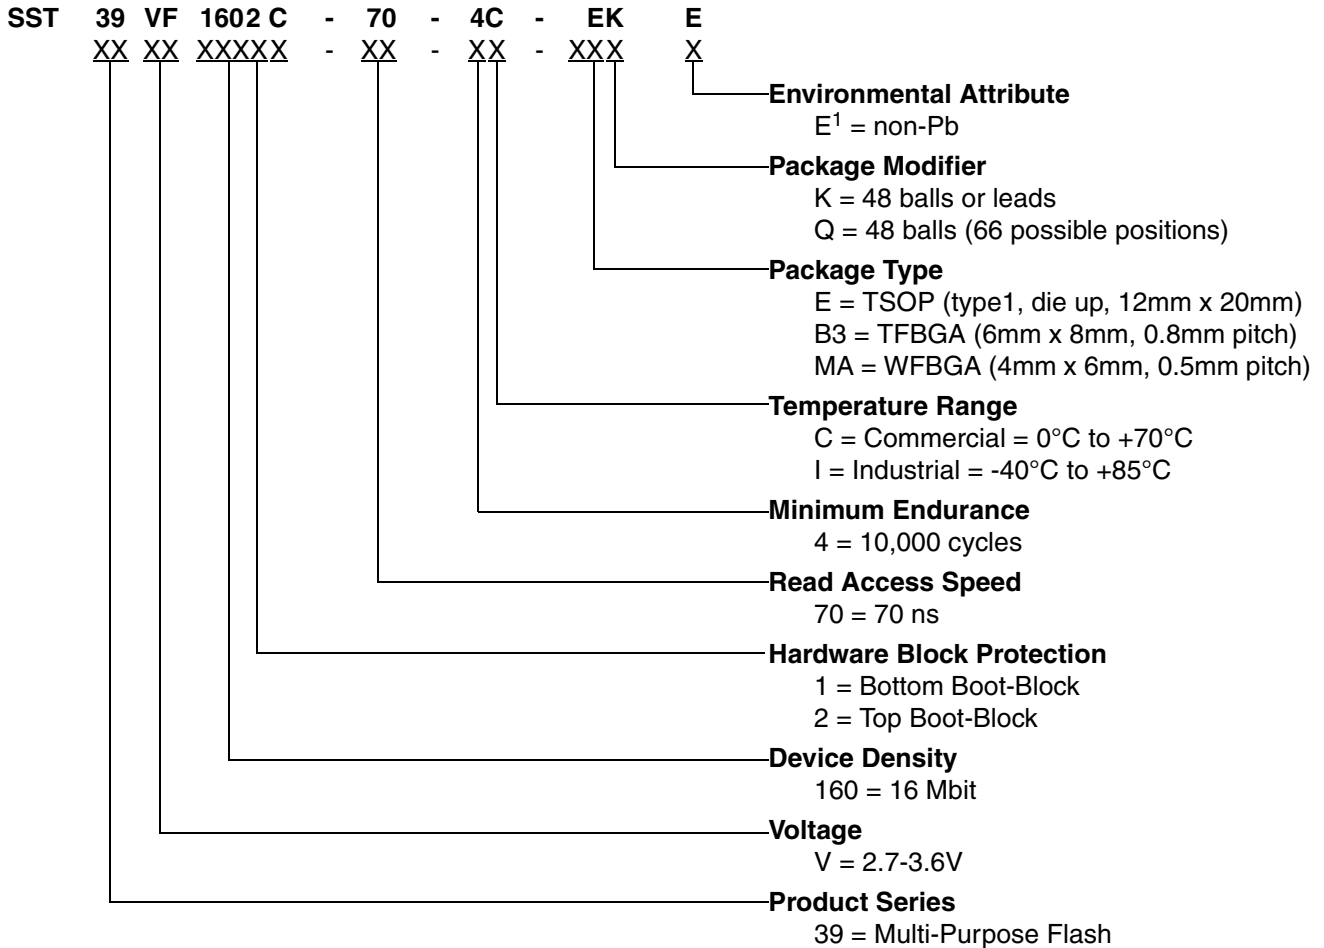 SST 39 VF 1602 C - 70 - 4C - EK E
XX XX XXXXX - XX - XX - XXX X
Environmental Attribute
E1 = non-Pb
Package Modifier
K = 48 balls or leads
Q = 48 balls (66 possible positions)
Package Type
E = TSOP (type1, die up, 12mm x 20mm)
B3 = TFBGA (6mm x 8mm, 0.8mm pitch)
MA = WFBGA (4mm x 6mm, 0.5mm pitch)
Temperature Range
C = Commercial = 0°C to +70°C
I = Industrial = -40°C to +85°C
Minimum Endurance
4 = 10,000 cycles
Read Access Speed
70 = 70 ns
Hardware Block Protection
1 = Bottom Boot-Block
2 = Top Boot-Block
Device Density
160 = 16 Mbit
Voltage
V = 2.7-3.6V
Product Series
39 = Multi-Purpose Flash